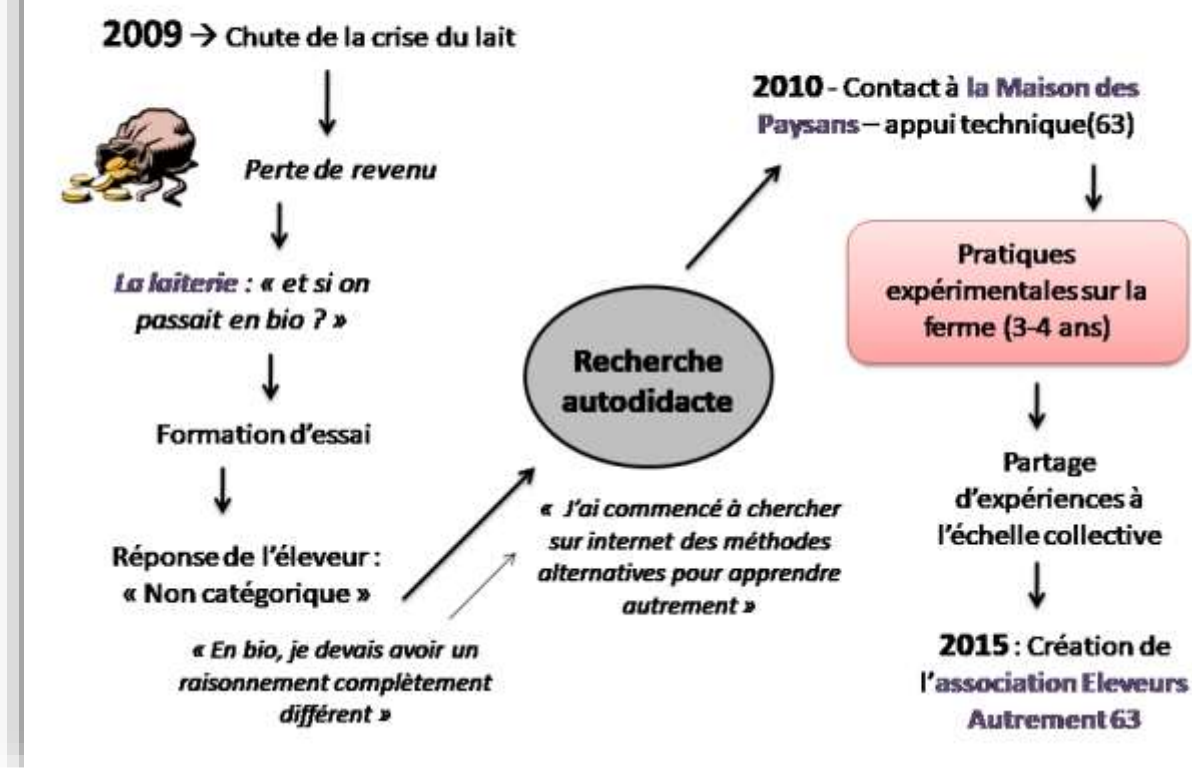 2009 → Chute de la crise du lait
Perte de revenu
La laiterie : « et si on
passait en bio ? »
Formation d'essai
Réponse de l'éleveur :
« Non catégorique »
« En bio, je devais avoir un
raisonnement complètement
différent »
Recherche
autodidacte
« J'ai commencé à chercher
sur internet des méthodes
alternatives pour apprendre
autrement »
2010 - Contact à la Maison des
Paysans – appui technique(63)
Pratiques
expérimentales sur la
ferme (3-4 ans)
Partage
d'expériences à
l'échelle collective
2015 : Création de
l'association Eleveurs
Autrement 63